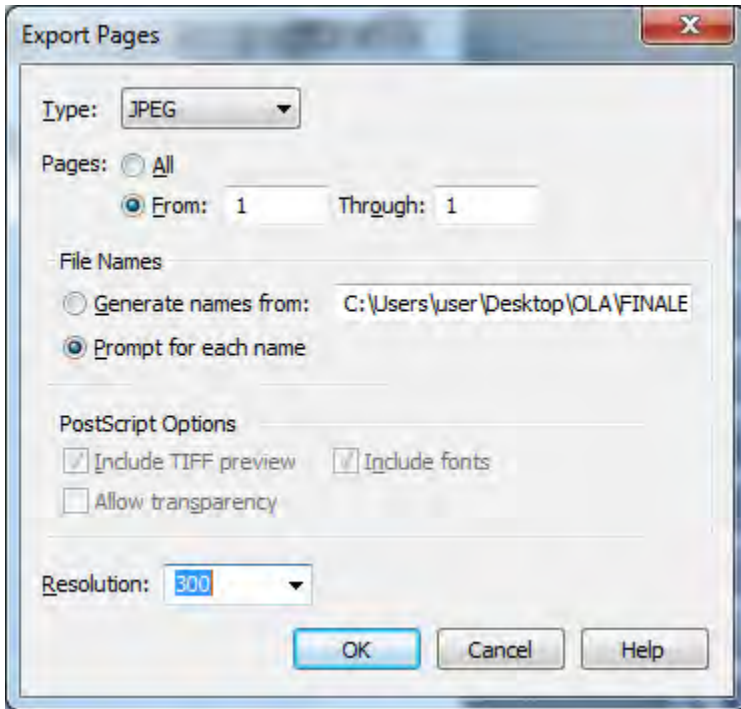 Export Pages
Type: JPEG
Pages: All
From: 1 Through: 1
File Names
Generate names from: C:\Users\user\Desktop\OLA\FINALE
Prompt for each name
PostScript Options
Include TIFF preview Include fonts
Allow transparency
Resolution: 300
OK Cancel Help